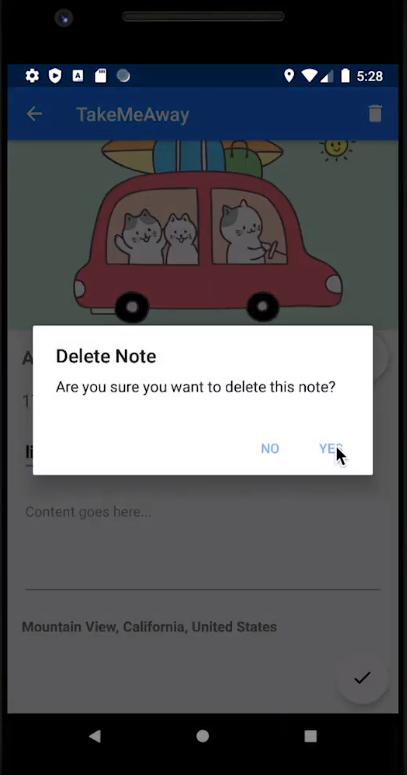 5:28
TakeMeAway
Delete Note
Are you sure you want to delete this note?
NO YES
Content goes here...
Mountain View, California, United States